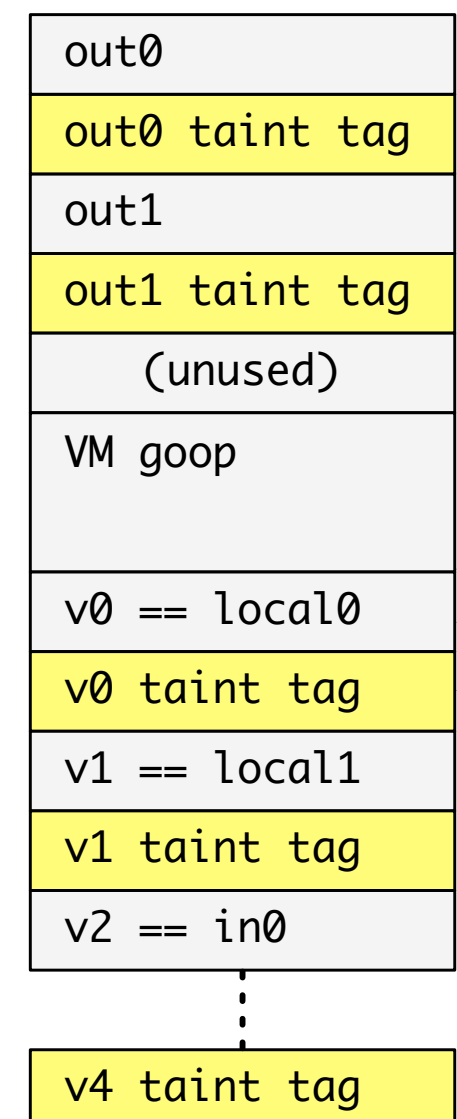 out0
out0 taint tag
out1
out1 taint tag
(unused)
VM goop
v0 == local0
v0 taint tag
v1 == local1
v1 taint tag
v2 == in0
v4 taint tag